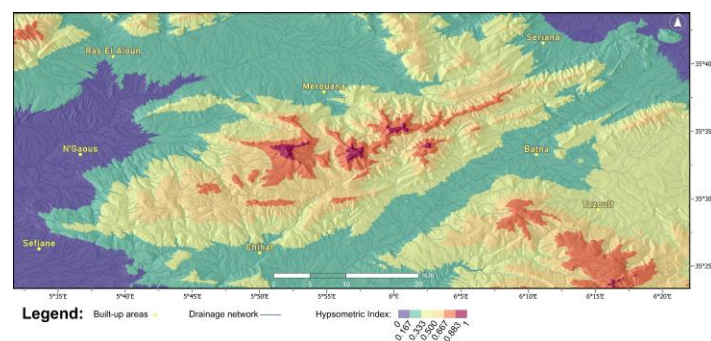 Ras El Aioun
Seriana
35°40'
Merouana
35°35'
N'Gaous
Batna
35°30'
Tazoult
Sefiane
Chihat
35°25'
0 5 10 20 Km
5°35'E 5°40'E 5°45'E 5°50'E 5°55'E 6°E 6°5'E 6°10'E 6°15'E 6°20'E
Legend: Built-up areas Drainage network Hypsometric Index:
0 0.167 0.333 0.500 0.667 0.883 1